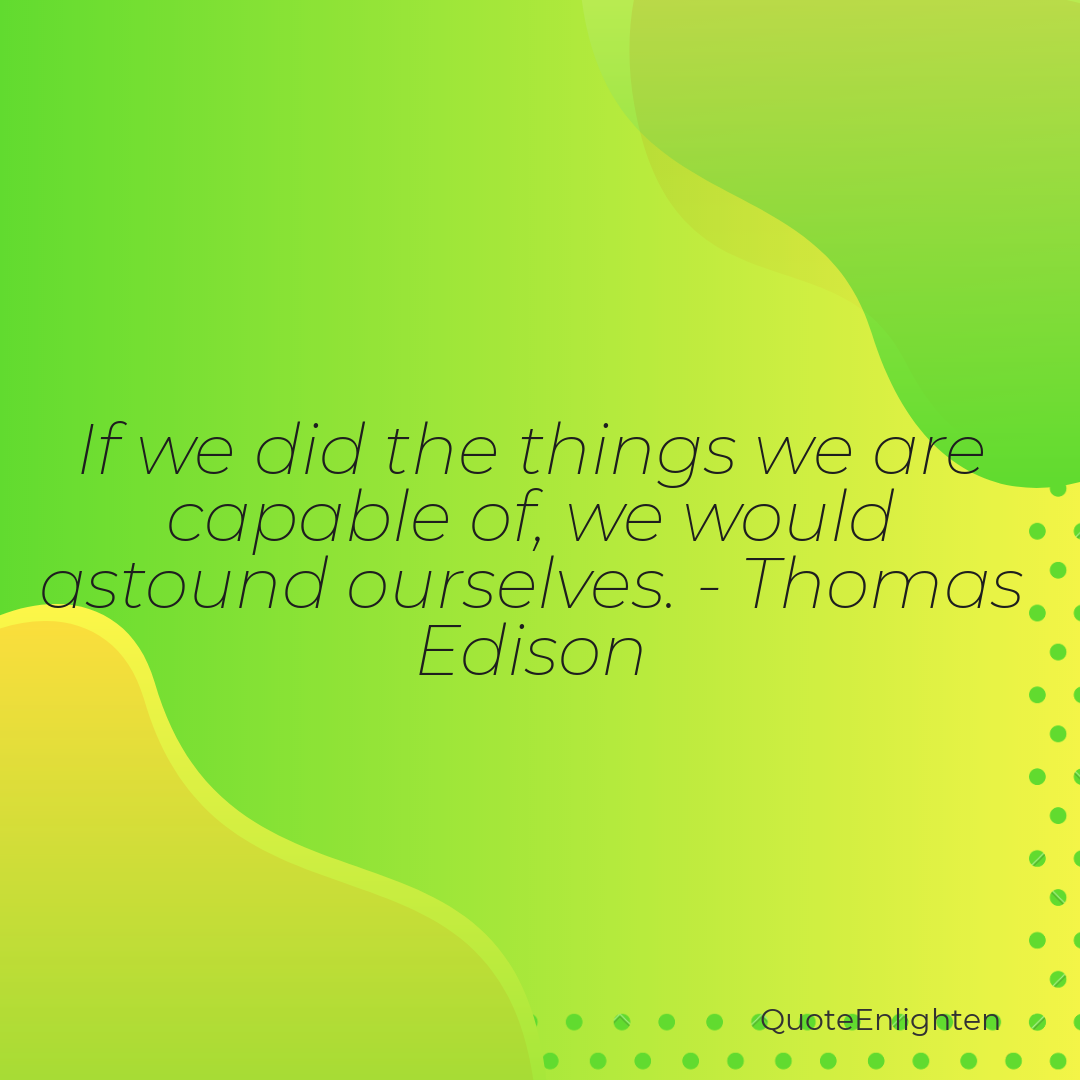 If we did the things we are
capable of, we would
astound ourselves. - Thomas
Edison
QuoteEnlighten